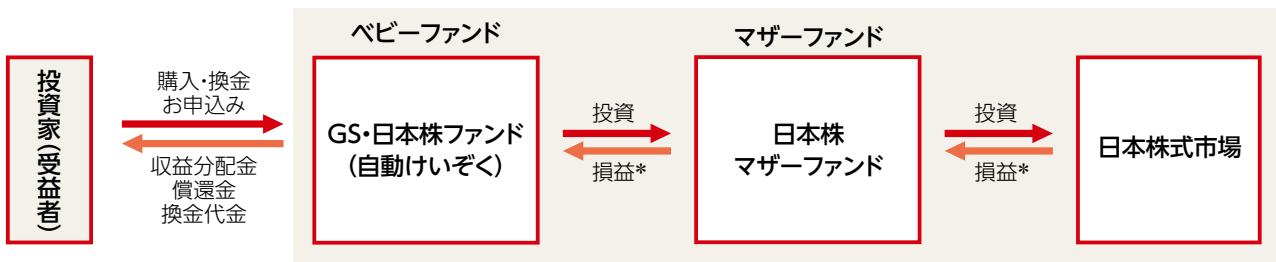 投資家(受益者)
購入・換金
お申込み
収益分配金
償還金
換金代金
ベビーファンド
GS・日本株ファンド
(自動けいぞく)
投資
損益*
マザーファンド
日本株
マザーファンド
投資
損益*
日本株式市場